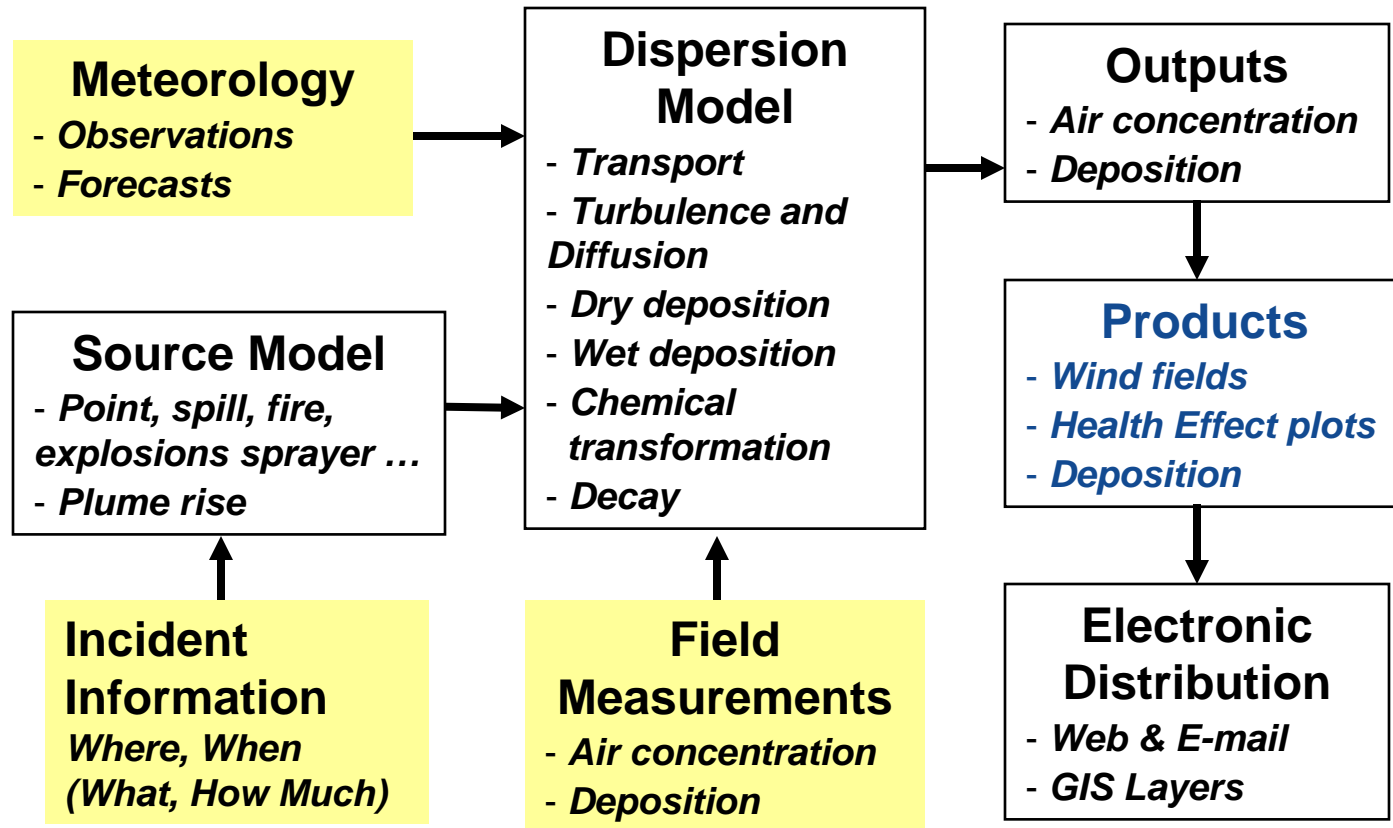 Meteorology
- Observations
- Forecasts
Source Model
- Point, spill, fire,
explosions sprayer …
- Plume rise
Incident
Information
Where, When
(What, How Much)
Dispersion
Model
- Transport
- Turbulence and
Diffusion
- Dry deposition
- Wet deposition
- Chemical
transformation
- Decay
Field
Measurements
- Air concentration
- Deposition
Outputs
- Air concentration
- Deposition
Products
- Wind fields
- Health Effect plots
- Deposition
Electronic
Distribution
- Web & E-mail
- GIS Layers